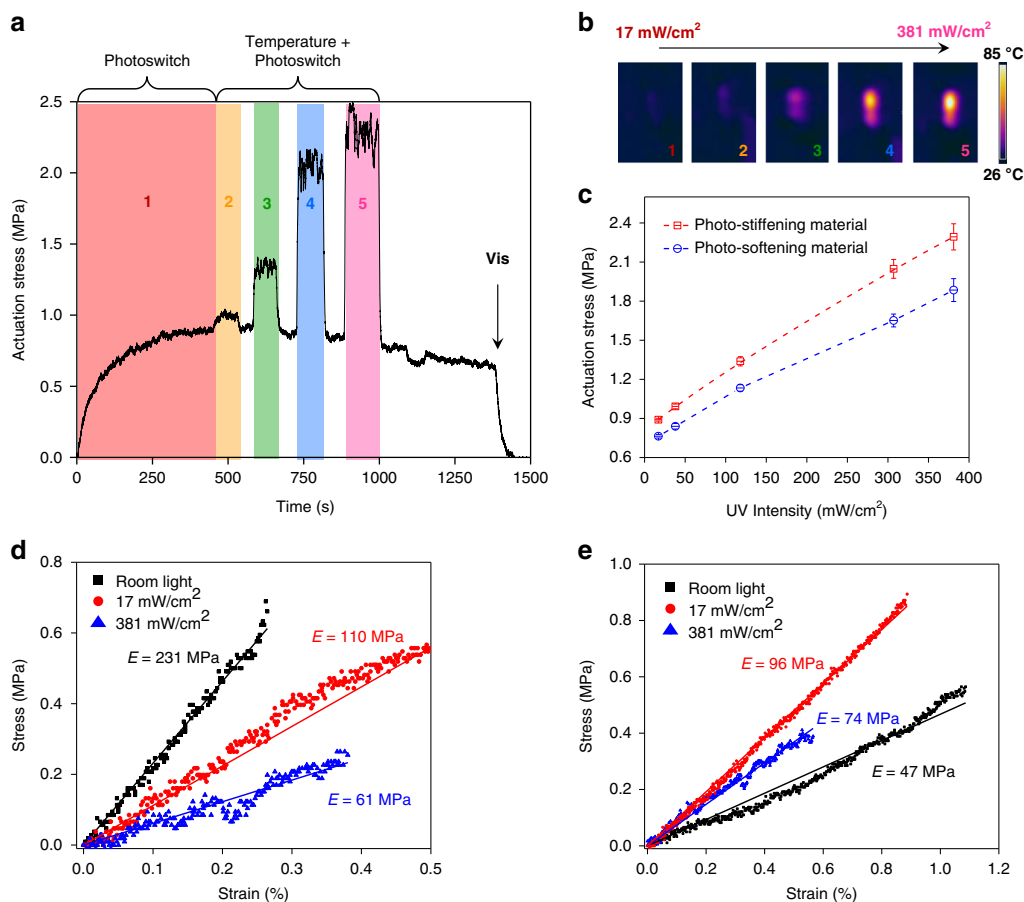 a
Photoswitch
Temperature +
Photoswitch
2.5
2.0
1.5
1.0
0.5
0.0
Actuation stress (MPa)
1
2
3
4
5
Vis
0
250
500
750
1000
1250
1500
Time (s)
b
17 mW/cm²
381 mW/cm²
85 °C
26 °C
1
2
3
4
5
c
2.4
2.1
1.8
1.5
1.2
0.9
0.6
Actuation stress (MPa)
Photo-stiffening material
Photo-softening material
0
50
100
150
200
250
300
350
400
UV Intensity (mW/cm²)
d
0.8
0.6
0.4
0.2
0.0
Stress (MPa)
Room light
17 mW/cm²
381 mW/cm²
E = 231 MPa
E = 110 MPa
E = 61 MPa
0.0
0.1
0.2
0.3
0.4
0.5
Strain (%)
e
1.0
0.8
0.6
0.4
0.2
0.0
Stress (MPa)
Room light
17 mW/cm²
381 mW/cm²
E = 96 MPa
E = 74 MPa
E = 47 MPa
0.0
0.2
0.4
0.6
0.8
1.0
1.2
Strain (%)